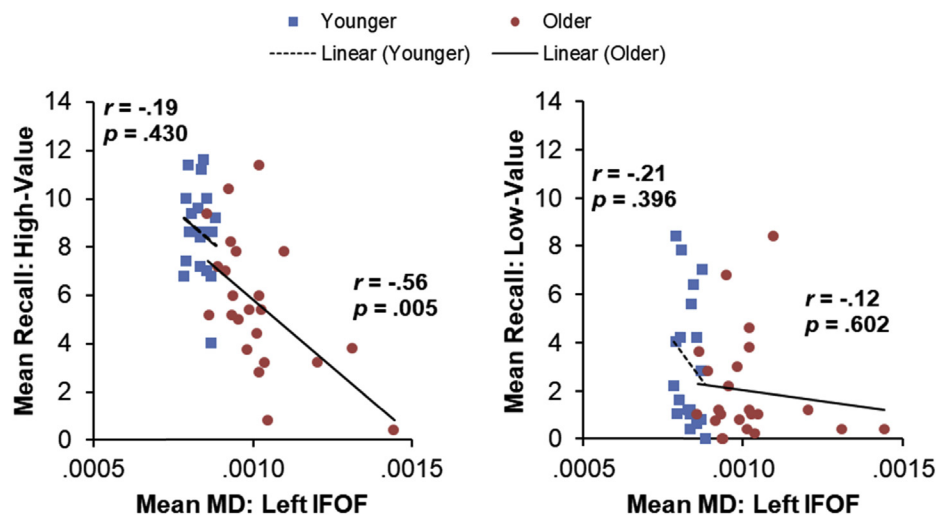 Younger Older
Linear (Younger) Linear (Older)
r = -.19
p = .430
r = -.56
p = .005
Mean Recall: High-Value
14
12
10
8
6
4
2
0
.0005 .0010 .0015
Mean MD: Left IFOF
r = -.21
p = .396
r = -.12
p = .602
Mean Recall: Low-Value
14
12
10
8
6
4
2
0
.0005 .0010 .0015
Mean MD: Left IFOF